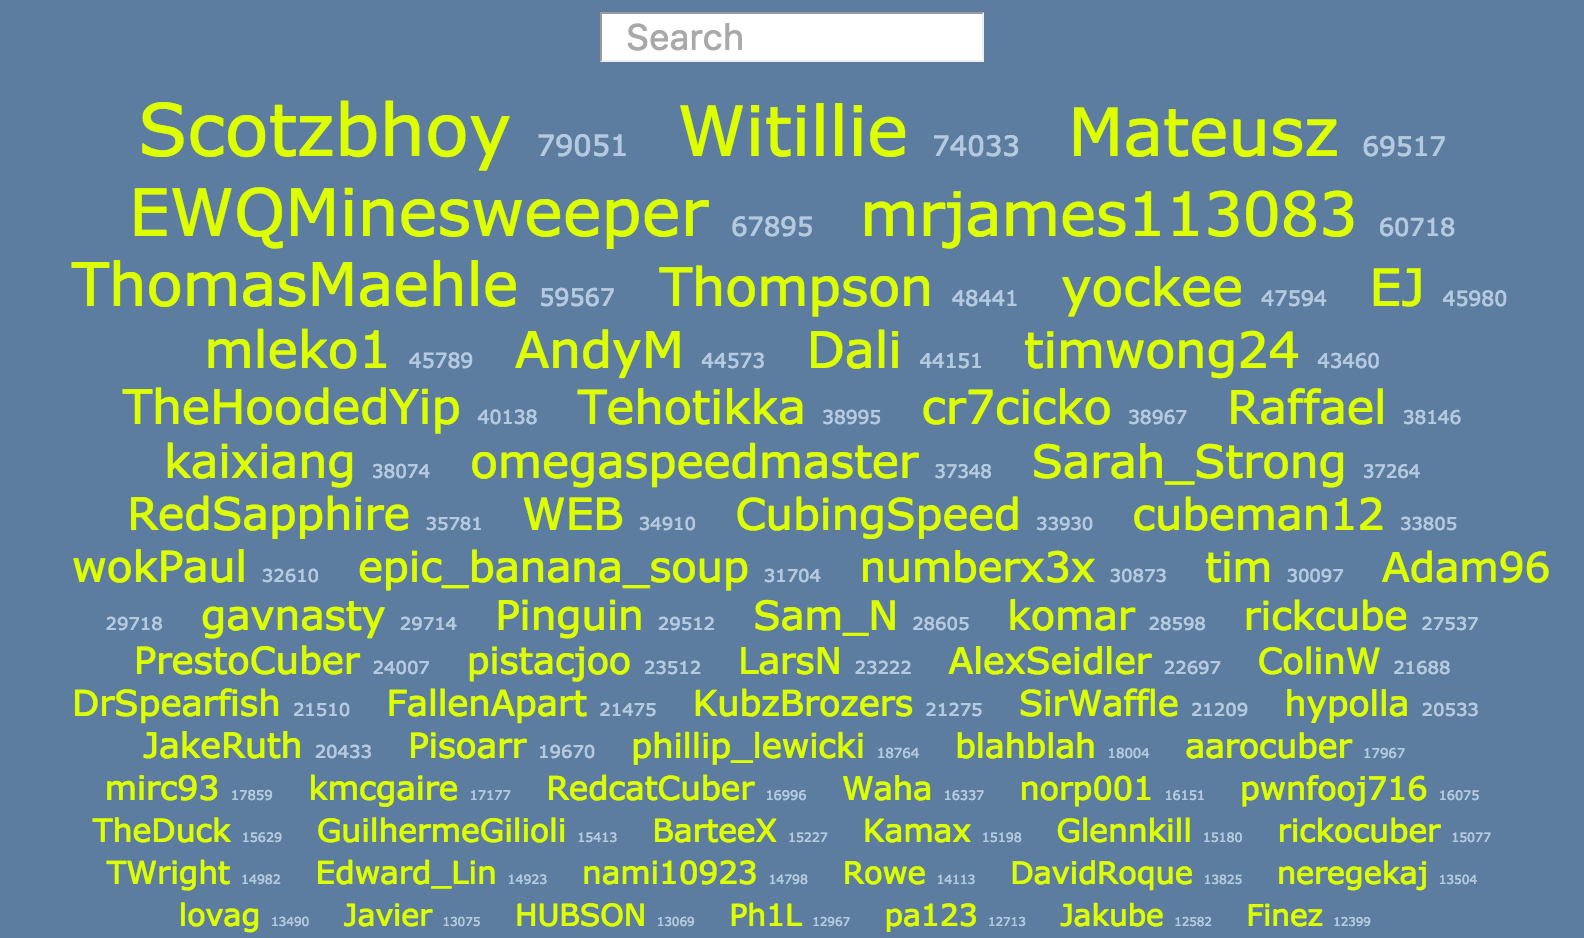 Search
Scotzbhoy 79051 Witillie 74033 Mateusz 69517
EWQMinesweeper 67895 mrjames113083 60718
ThomasMaehle 59567 Thompson 48441 yockee 47594 EJ 45980
mleko1 45789 AndyM 44573 Dali 44151 timwong24 43460
TheHoodedYip 40138 Tehotikka 38995 cr7cicko 38967 Raffael 38146
kaixiang 38074 omegaspeedmaster 37348 Sarah_Strong 37264
RedSapphire 35781 WEB 34910 CubingSpeed 33930 cubeman12 33805
wokPaul 32610 epic_banana_soup 31704 numberx3x 30873 tim 30097 Adam96
29718 gavnasty 29714 Pinguin 29512 Sam_N 28605 komar 28598 rickcube 27537
PrestoCuber 24007 pistacjoo 23512 LarsN 23222 AlexSeidler 22697 ColinW 21688
DrSpearfish 21510 FallenApart 21475 KubzBrozers 21275 SirWaffle 21209 hypolla 20533
JakeRuth 20433 Pisoarr 19670 phillip_lewicki 18764 blahblah 18004 aarocuber 17967
mirc93 17859 kmcgaire 17177 RedcatCuber 16996 Waha 16337 norp001 16151 pwnfooj716 16075
TheDuck 15629 GuilhermeGilioli 15413 BarteeX 15227 Kamax 15198 Glennkill 15180 rickocuber 15077
TWright 14982 Edward_Lin 14923 nami10923 14798 Rowe 14113 DavidRoque 13825 neregekaj 13504
lovag 13490 Javier 13075 HUBSON 13069 Ph1L 12967 pa123 12713 Jakube 12582 Finez 12399